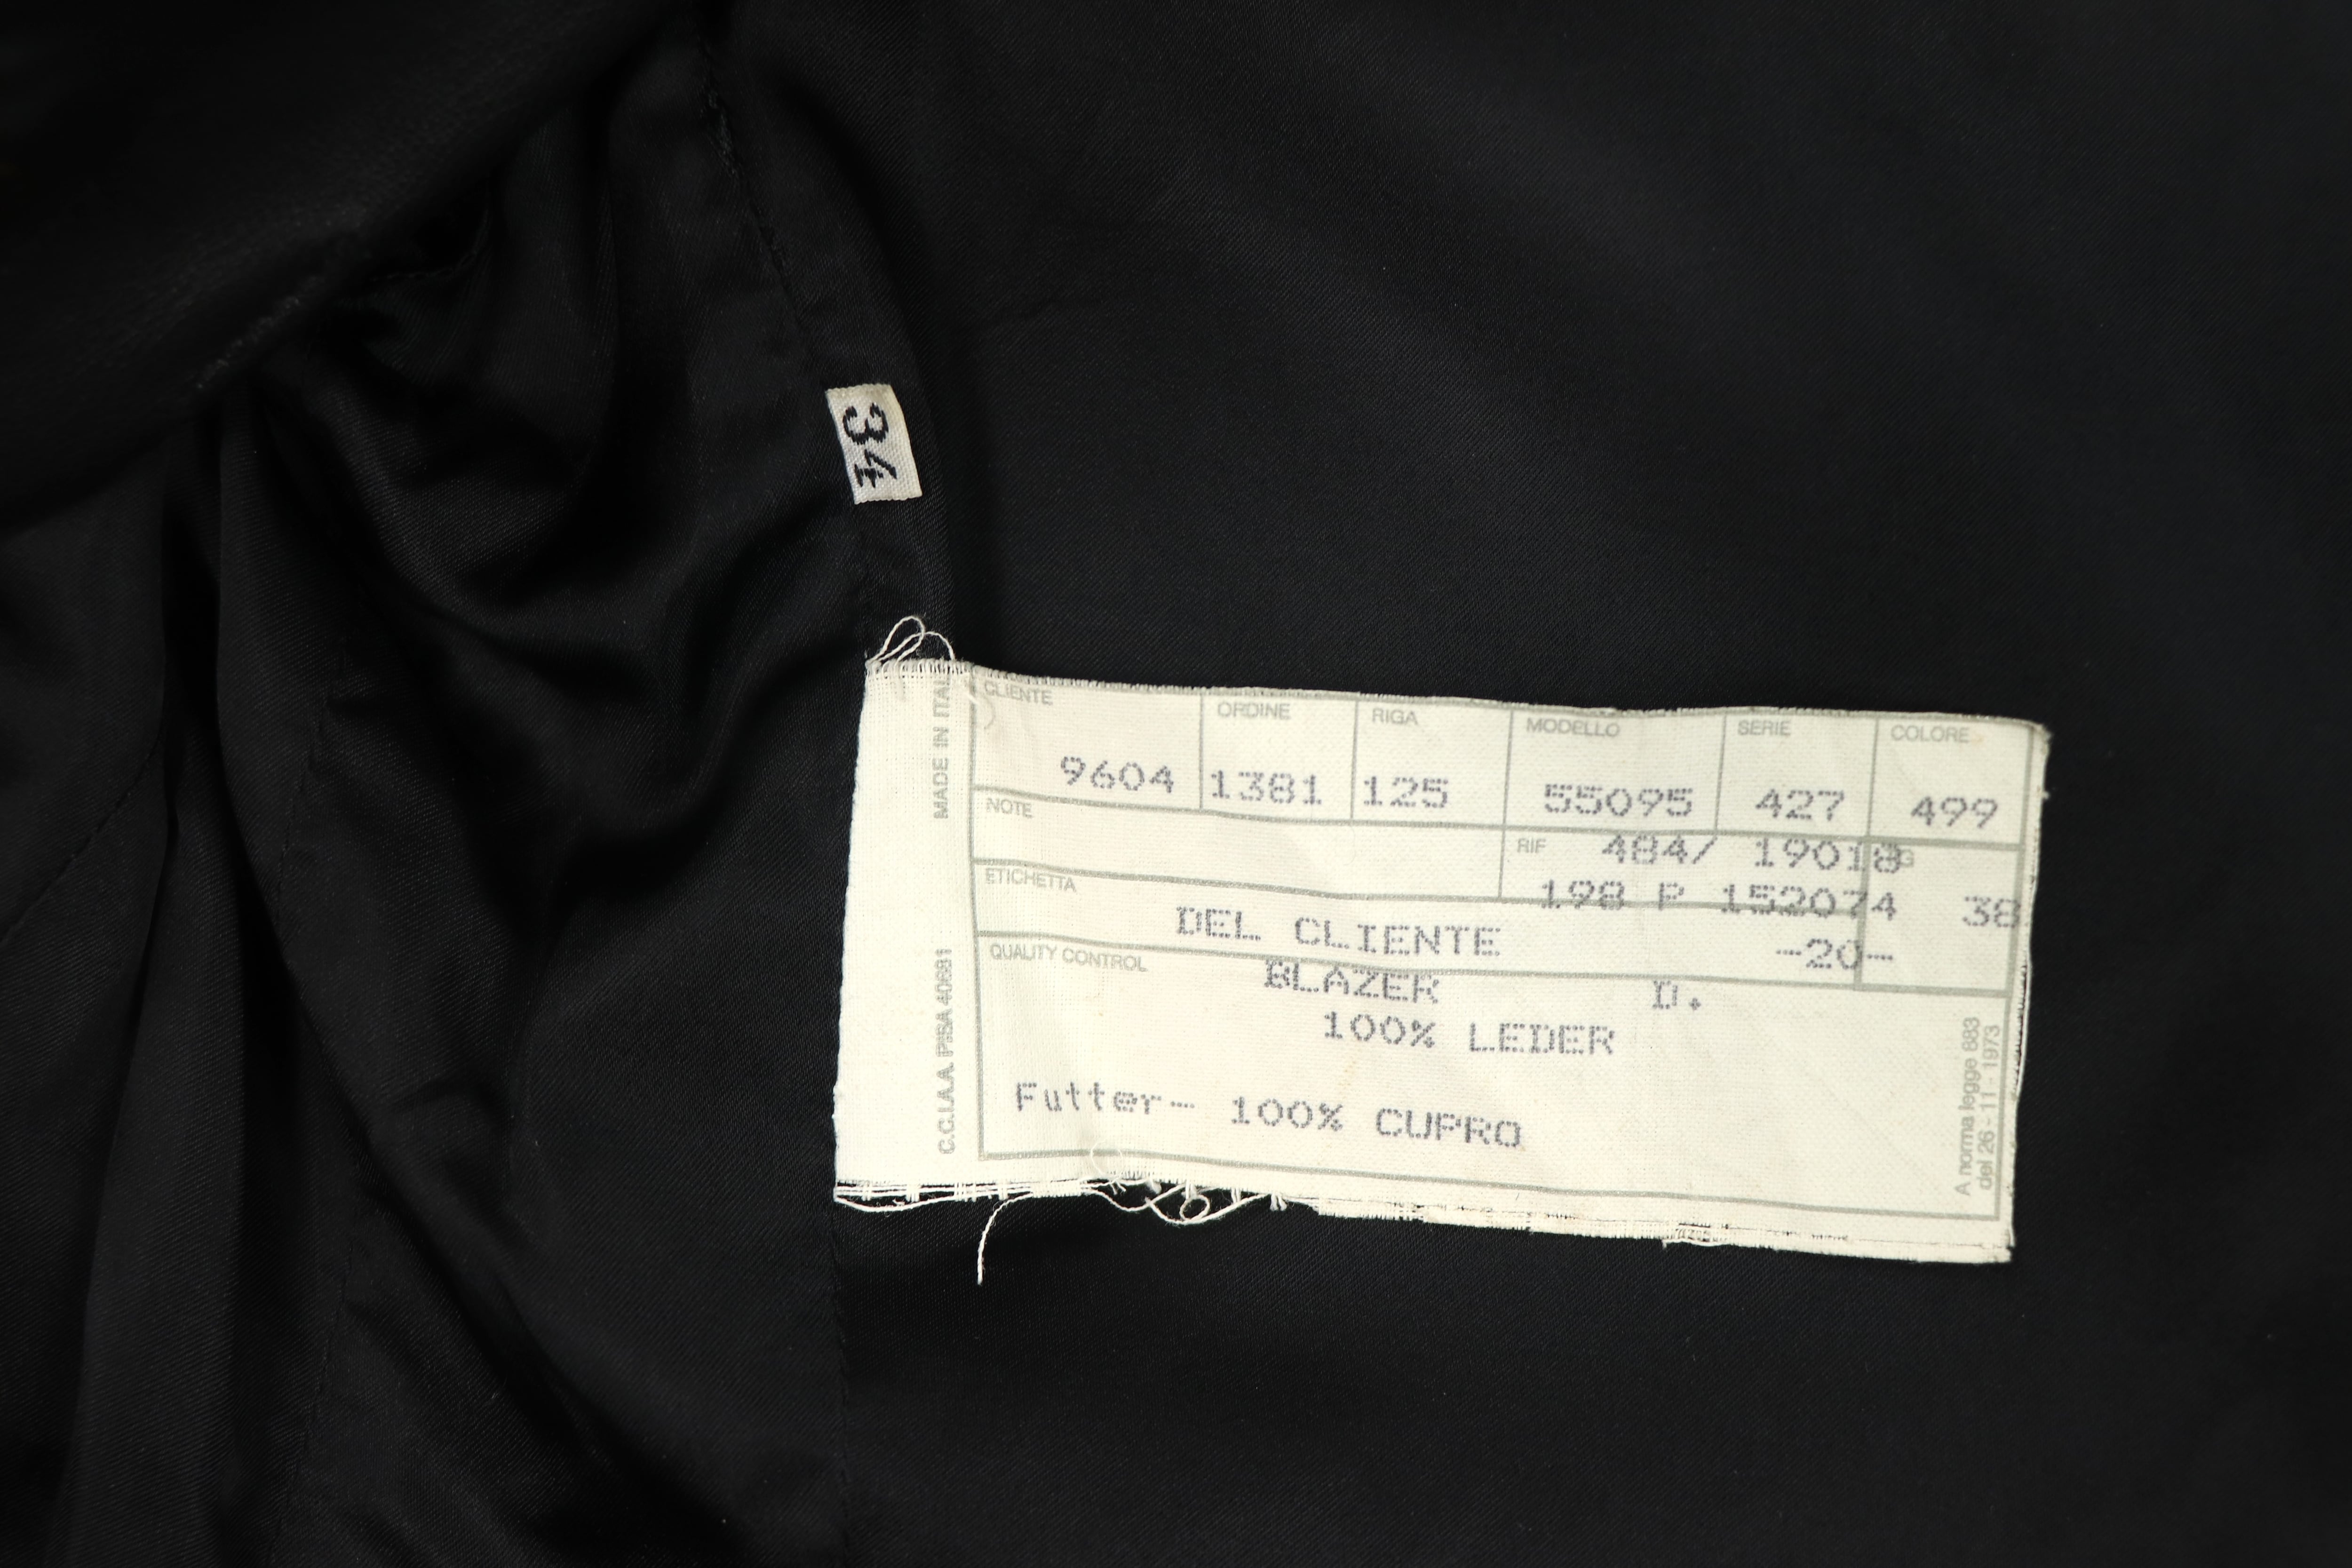 34
MADE IN ITAL
C.C.I.A.A. PISA 40681
CLIENTE ORDINE RIGA MODELLO SERIE COLORE
9604 1381 125 55095 427 499
NOTE
RIF 484/ 19018
198 P 152074 38
ETICHETTA
DEL CLIENTE -20-
QUALITY CONTROL
BLAZER D.
100% LEDER
Futter- 100% CUPRO
A norma legge 883
del 26 - 11 - 1973